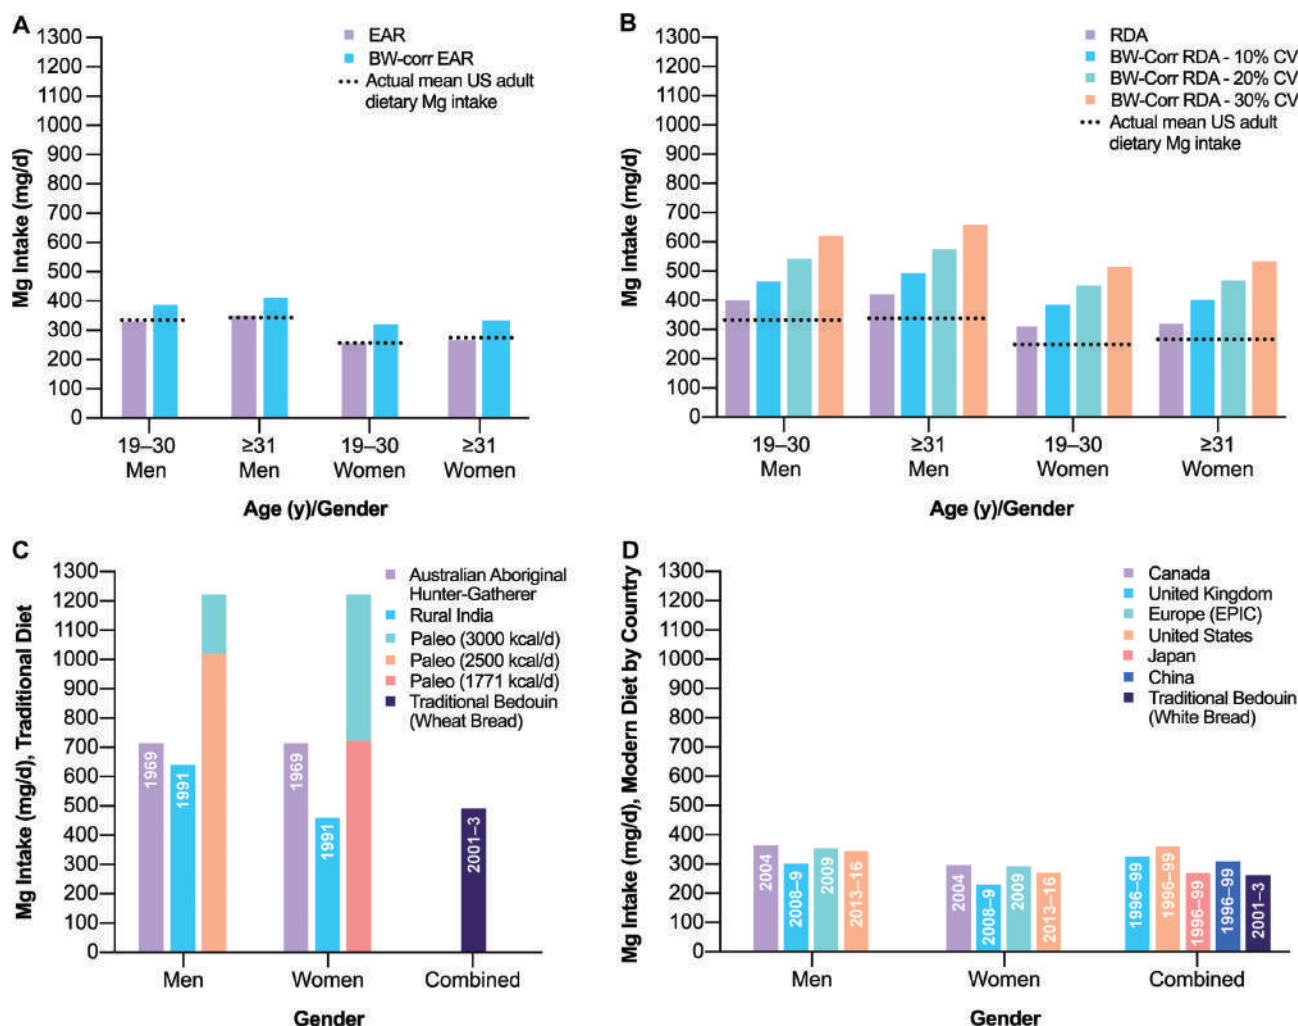 A
1300
1200
1100
1000
900
800
700
600
500
400
300
200
100
0
Mg Intake (mg/d)
EAR
BW-corr EAR
Actual mean US adult
dietary Mg intake
19–30
Men
≥31
Men
19–30
Women
≥31
Women
Age (y)/Gender
B
1300
1200
1100
1000
900
800
700
600
500
400
300
200
100
0
Mg Intake (mg/d)
RDA
BW-Corr RDA - 10% CV
BW-Corr RDA - 20% CV
BW-Corr RDA - 30% CV
Actual mean US adult
dietary Mg intake
19–30
Men
≥31
Men
19–30
Women
≥31
Women
Age (y)/Gender
C
1300
1200
1100
1000
900
800
700
600
500
400
300
200
100
0
Mg Intake (mg/d), Traditional Diet
Australian Aboriginal
Hunter-Gatherer
Rural India
Paleo (3000 kcal/d)
Paleo (2500 kcal/d)
Paleo (1771 kcal/d)
Traditional Bedouin
(Wheat Bread)
1969
1991
1969
1991
2001–3
Men
Women
Combined
Gender
D
1300
1200
1100
1000
900
800
700
600
500
400
300
200
100
0
Mg Intake (mg/d), Modern Diet by Country
Canada
United Kingdom
Europe (EPIC)
United States
Japan
China
Traditional Bedouin
(White Bread)
2004
2008–9
2009
2013–16
2004
2008–9
2009
2013–16
1996–99
1996–99
1996–99
1996–99
2001–3
Men
Women
Combined
Gender